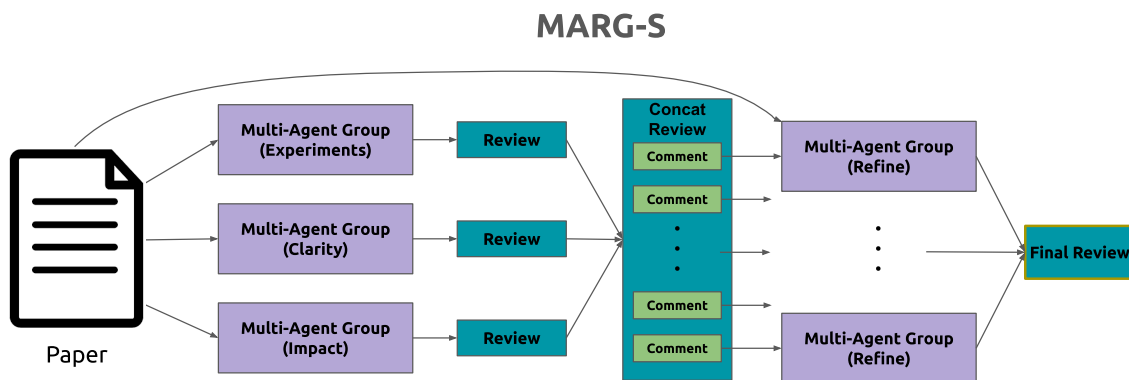 MARG-S
Multi-Agent Group
(Experiments)
Review
Multi-Agent Group
(Clarity)
Review
Multi-Agent Group
(Impact)
Review
Concat
Review
Comment
Comment
Comment
Comment
Multi-Agent Group
(Refine)
Multi-Agent Group
(Refine)
Final Review
Paper